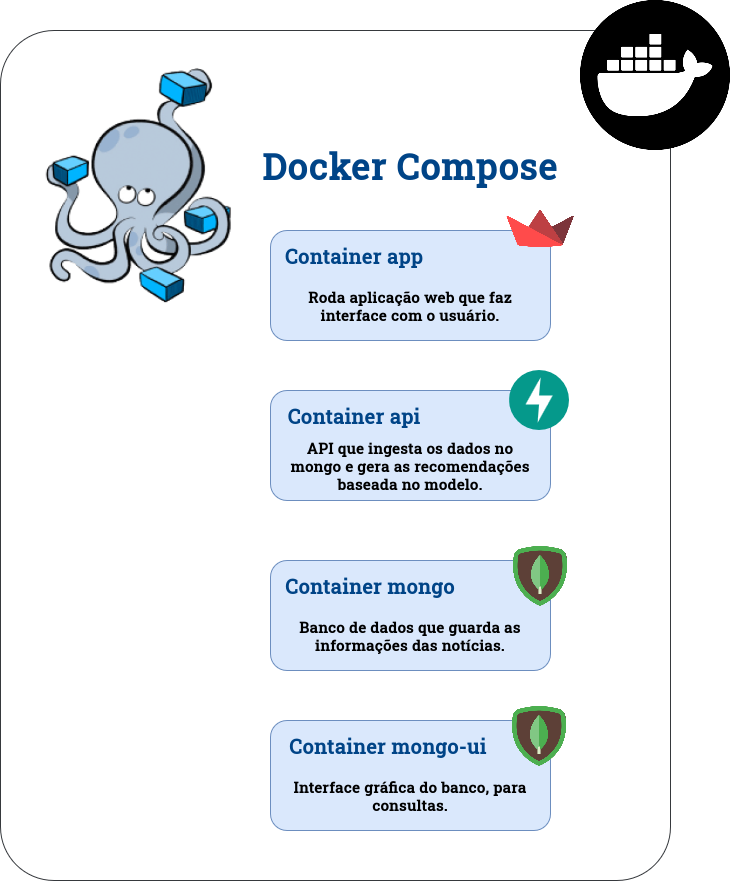 Docker Compose
Container app
Roda aplicação web que faz
interface com o usuário.
Container api
API que ingesta os dados no
mongo e gera as recomendações
baseada no modelo.
Container mongo
Banco de dados que guarda as
informações das notícias.
Container mongo-ui
Interface gráfica do banco, para
consultas.